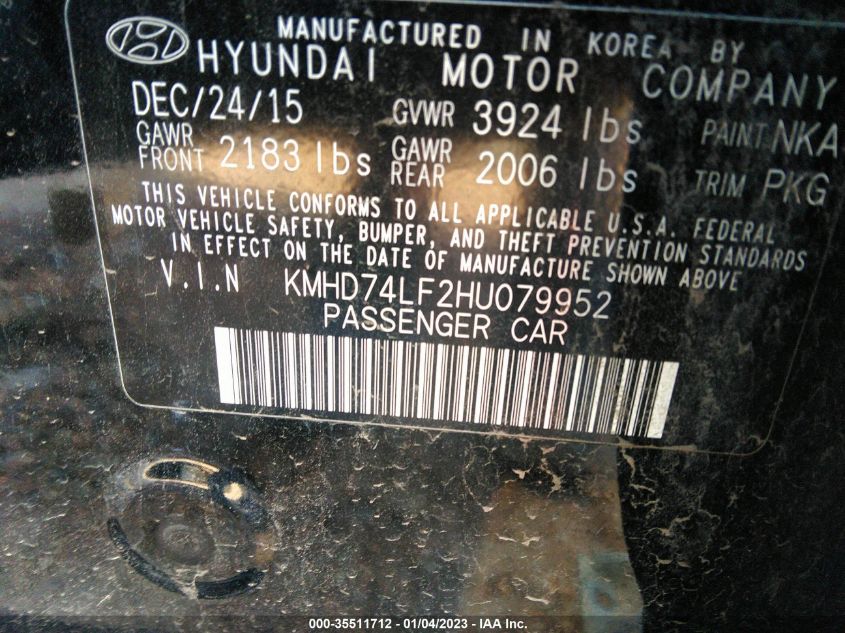 MANUFACTURED IN KOREA BY
HYUNDAI MOTOR COMPANY
DEC/24/15 GVWR 3924 lbs PAINT NKA
GAWR FRONT 2183 lbs GAWR REAR 2006 lbs TRIM PKG
THIS VEHICLE CONFORMS TO ALL APPLICABLE U.S.A. FEDERAL
MOTOR VEHICLE SAFETY, BUMPER, AND THEFT PREVENTION STANDARDS
IN EFFECT ON THE DATE OF MANUFACTURE SHOWN ABOVE
V.I.N KMHD74LF2HU079952
PASSENGER CAR
000-35511712 - 01/04/2023 - IAA Inc.